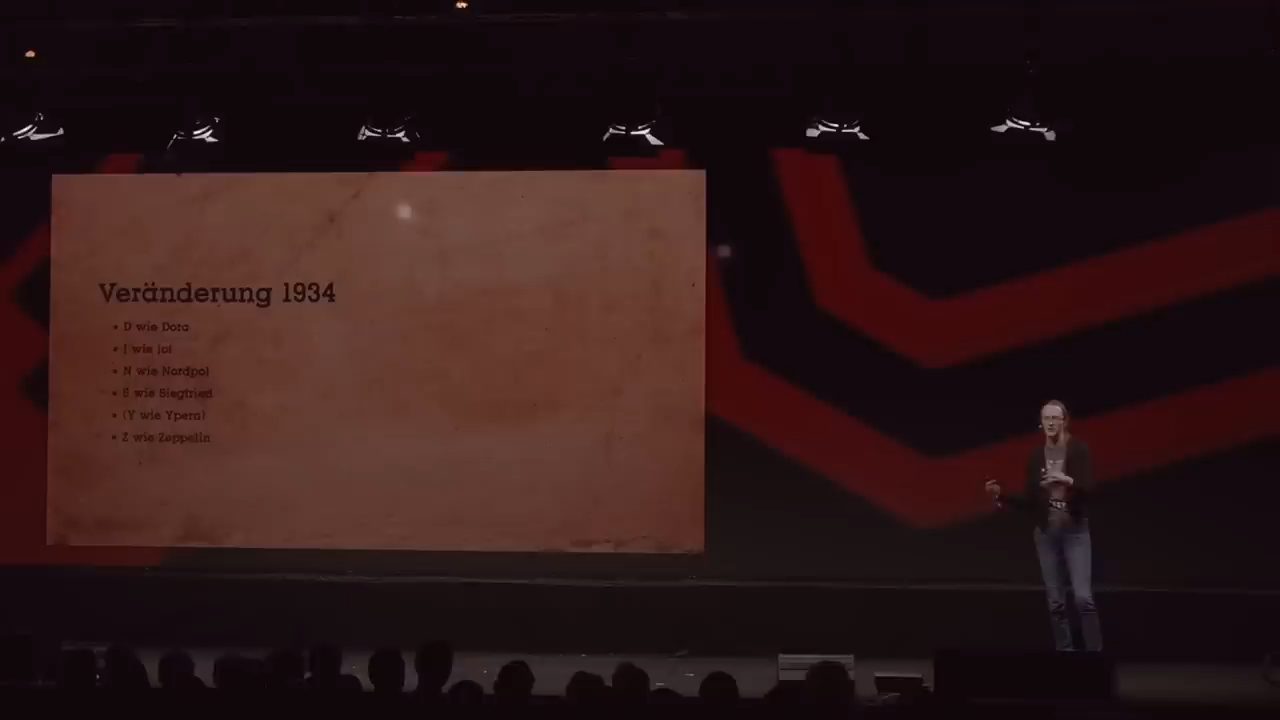 Veränderung 1934
• D wie Dora
• J wie Jot
• N wie Nordpol
• S wie Siegfried
• (Y wie Ypern)
• Z wie Zeppelin